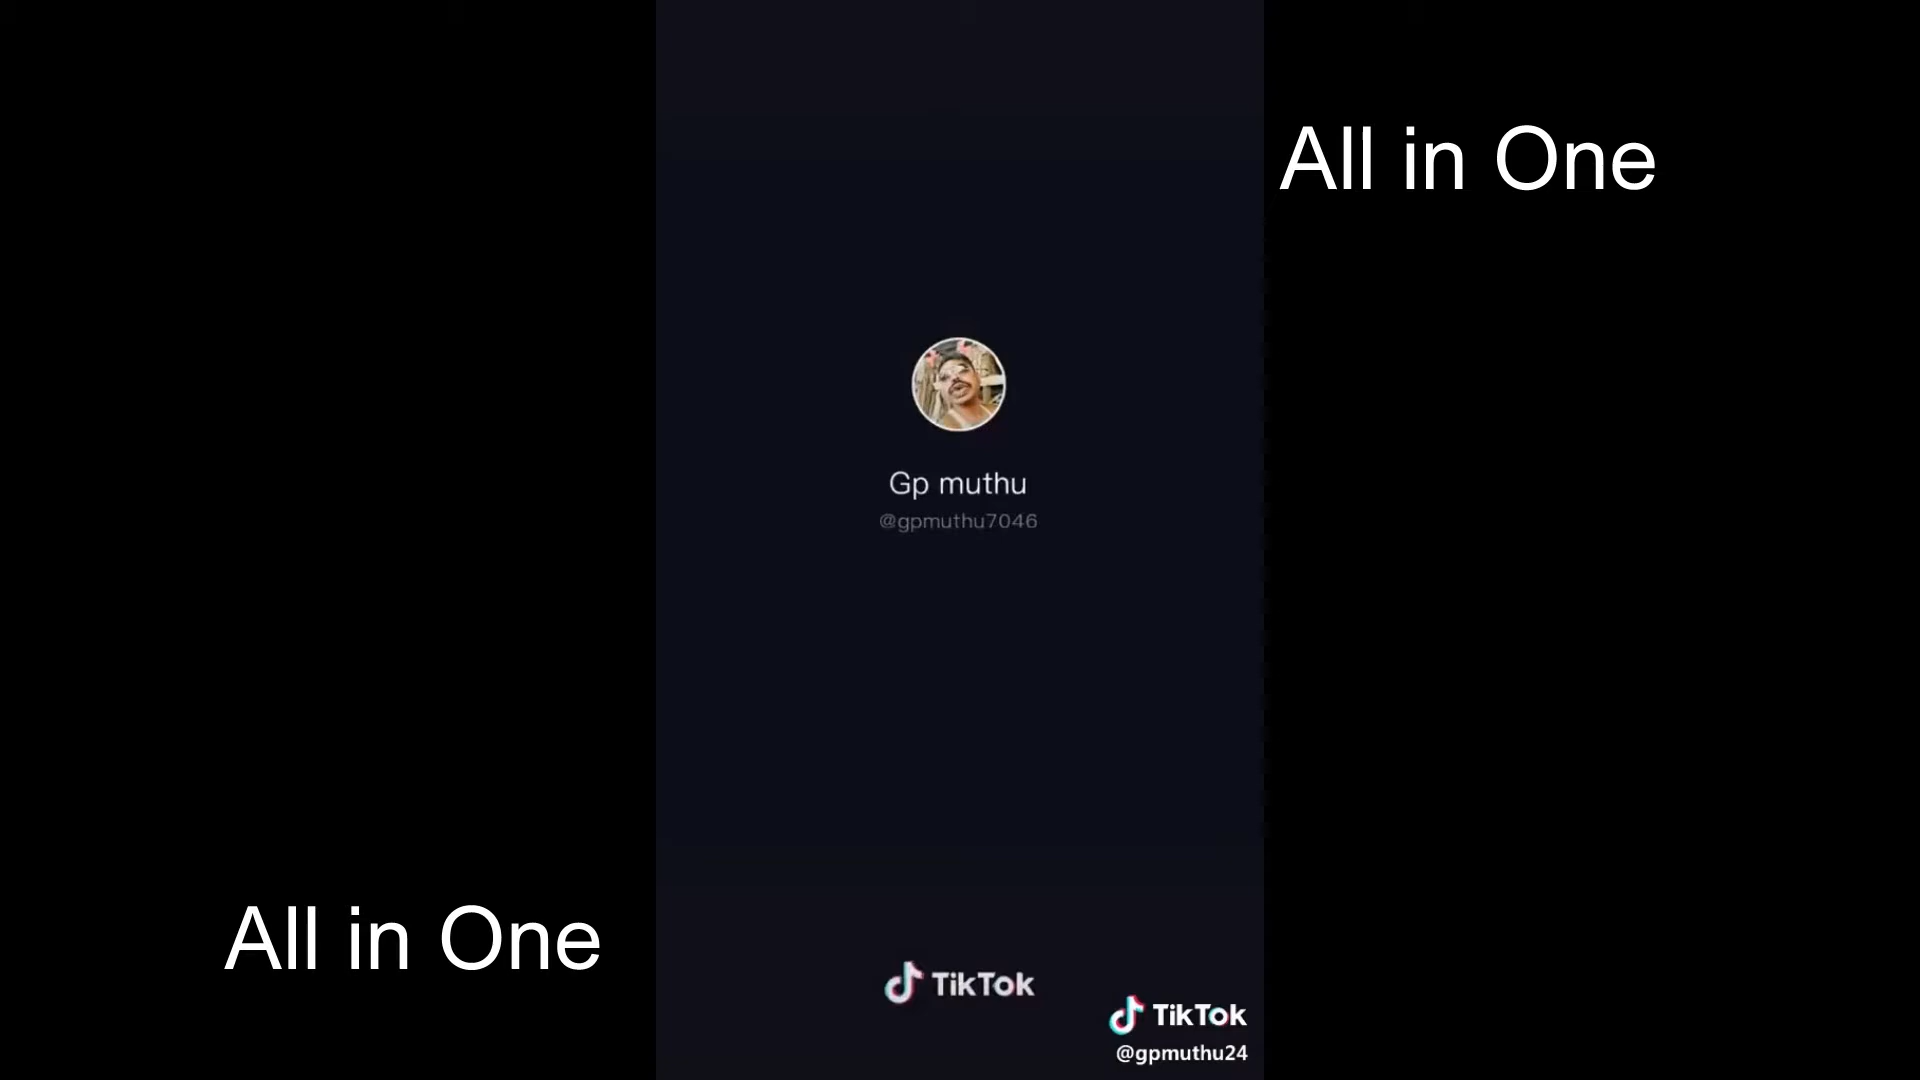 All in One
Gp muthu
@gpmuthu7046
All in One
TikTok
TikTok
@gpmuthu24